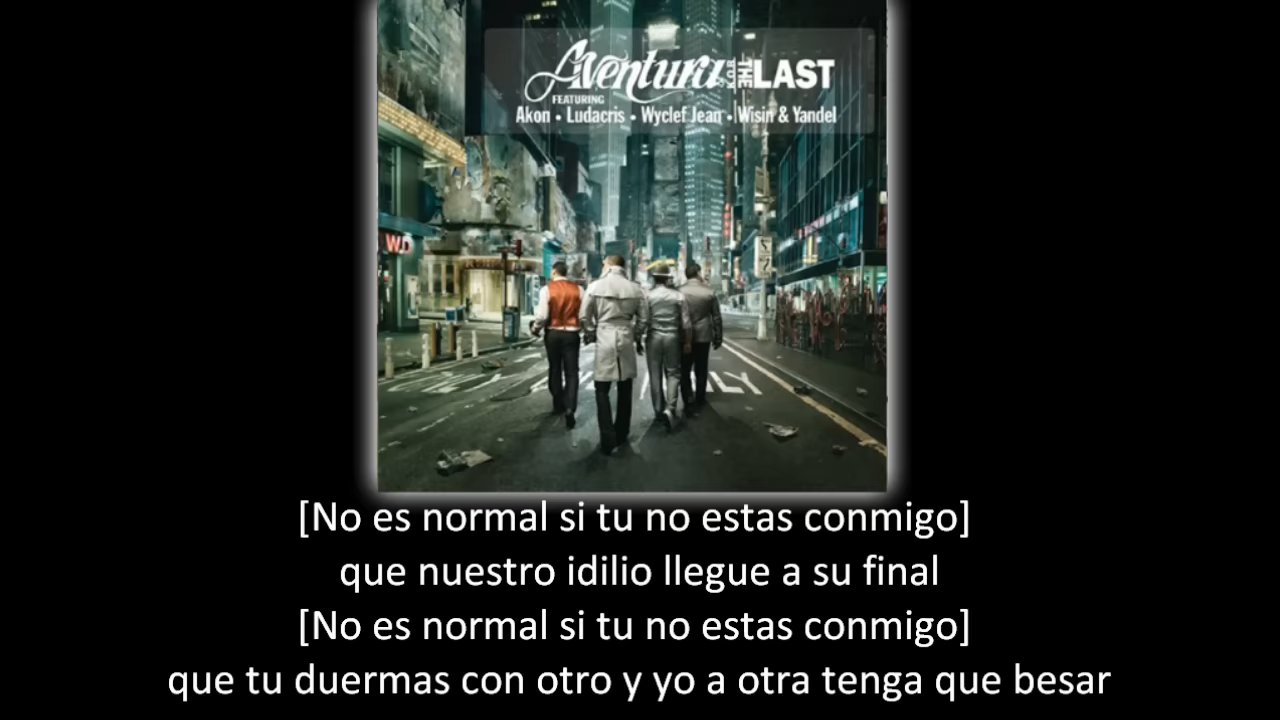 Aventura K.O.B. THE LAST
FEATURING
Akon • Ludacris • Wyclef Jean • Wisin & Yandel
WD
[No es normal si tu no estas conmigo]
que nuestro idilio llegue a su final
[No es normal si tu no estas conmigo]
que tu duermas con otro y yo a otra tenga que besar